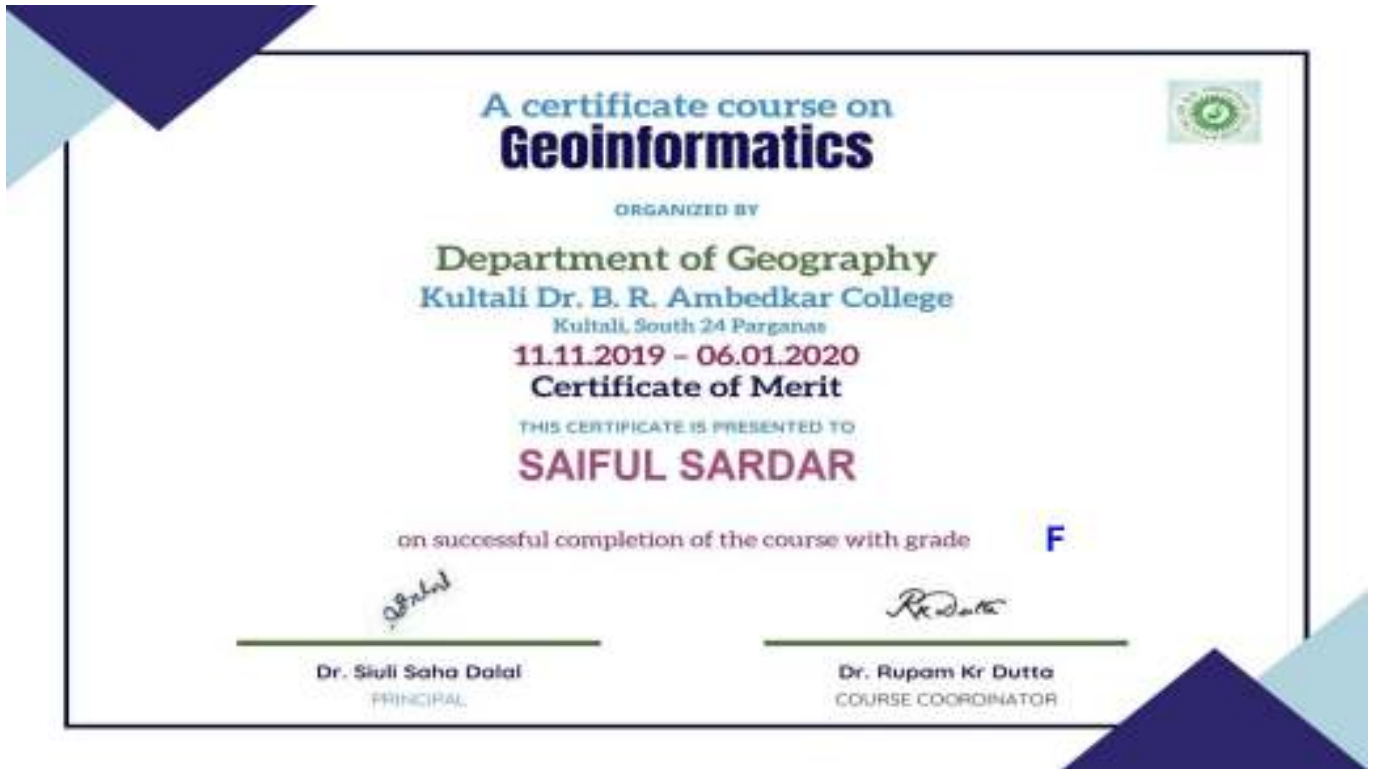 A certificate course on
Geoinformatics
ORGANIZED BY
Department of Geography
Kultali Dr. B. R. Ambedkar College
Kultali, South 24 Parganas
11.11.2019 – 06.01.2020
Certificate of Merit
THIS CERTIFICATE IS PRESENTED TO
SAIFUL SARDAR
on successful completion of the course with grade F
Dr. Siuli Saha Dalal
PRINCIPAL
Dr. Rupam Kr Dutta
COURSE COORDINATOR